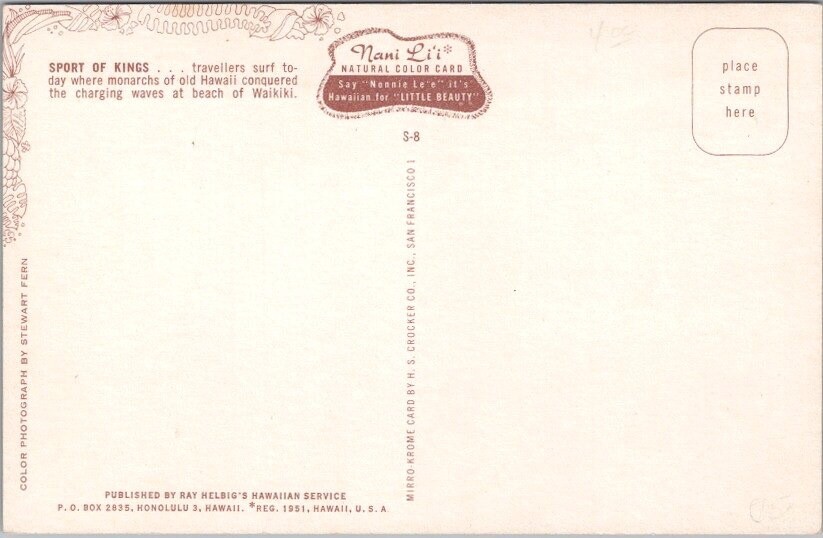 SPORT OF KINGS . . . travellers surf to-
day where monarchs of old Hawaii conquered
the charging waves at beach of Waikiki.
Nani Li'i*
NATURAL COLOR CARD
Say "Nonnie Le'e" it's
Hawaiian for "LITTLE BEAUTY"
S-8
place
stamp
here
COLOR PHOTOGRAPH BY STEWART FERN
MIRRO-KROME CARD BY H. S. CROCKER CO., INC., SAN FRANCISCO 1
PUBLISHED BY RAY HELBIG'S HAWAIIAN SERVICE
P. O. BOX 2835, HONOLULU 3, HAWAII. *REG. 1951, HAWAII, U. S. A.